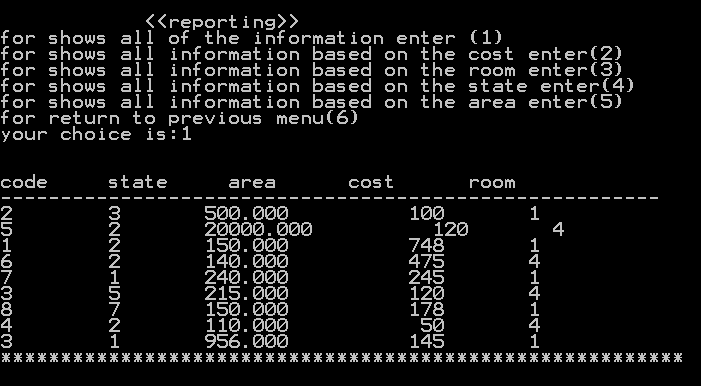 <<reporting>>
for shows all of the information enter (1)
for shows all information based on the cost enter(2)
for shows all information based on the room enter(3)
for shows all information based on the state enter(4)
for shows all information based on the area enter(5)
for return to previous menu(6)
your choice is:1
code state area cost room
-------------------------------------------------------
2 3 500.000 100 1
5 2 20000.000 120 4
1 2 150.000 748 1
6 2 140.000 475 4
7 1 240.000 245 1
3 5 215.000 120 4
8 7 150.000 178 1
4 2 110.000 50 4
3 1 956.000 145 1
*********************************************************